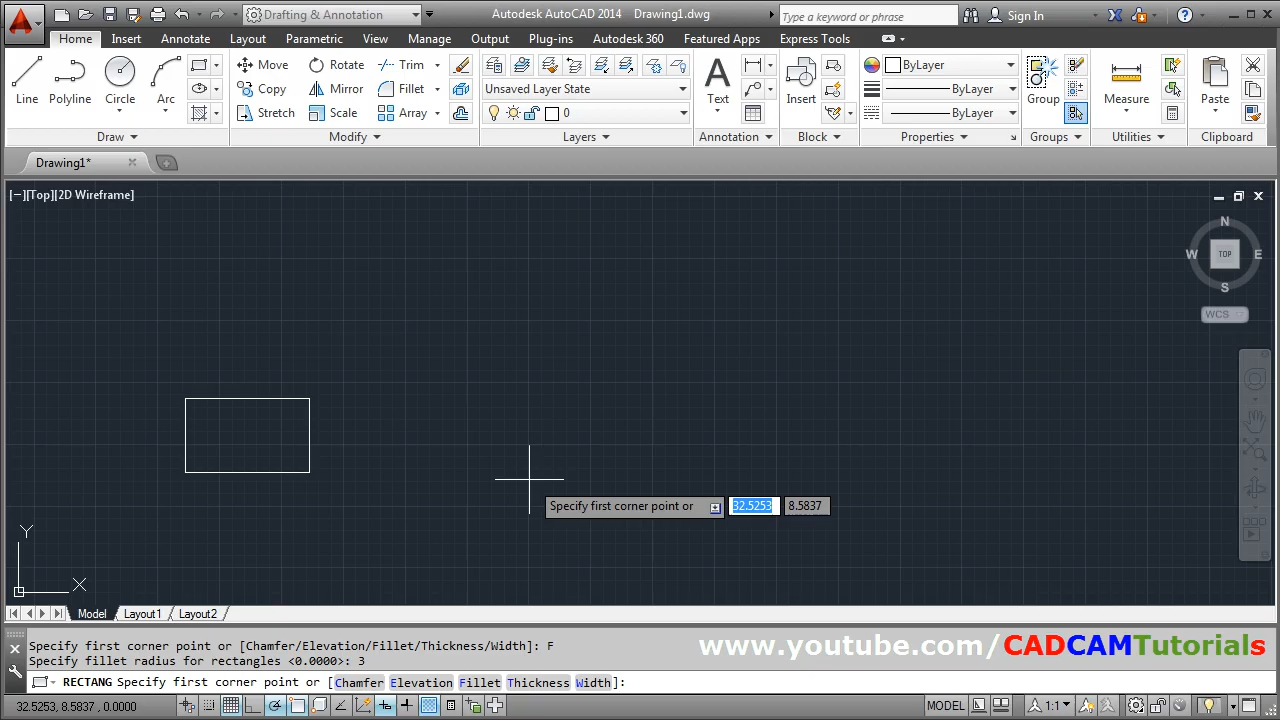 Drafting & Annotation
Autodesk AutoCAD 2014 Drawing1.dwg
Type a keyword or phrase
Sign In
Home Insert Annotate Layout Parametric View Manage Output Plug-ins Autodesk 360 Featured Apps Express Tools
Move Rotate Trim
Unsaved Layer State
ByLayer
Line Polyline Circle Arc
Copy Mirror Fillet
Text Insert
ByLayer
Group Measure Paste
Stretch Scale Array
0
ByLayer
Draw Modify Layers Annotation Block Properties Groups Utilities Clipboard
Drawing1*
[−][Top][2D Wireframe]
N
W TOP E
S
WCS
Specify first corner point or 32.5253 8.5837
Y
X
Model Layout1 Layout2
Specify first corner point or [Chamfer/Elevation/Fillet/Thickness/Width]: F
www.youtube.com/CADCAMTutorials
Specify fillet radius for rectangles <0.0000>: 3
RECTANG Specify first corner point or [Chamfer Elevation Fillet Thickness Width]:
32.5253, 8.5837 , 0.0000
MODEL 1:1